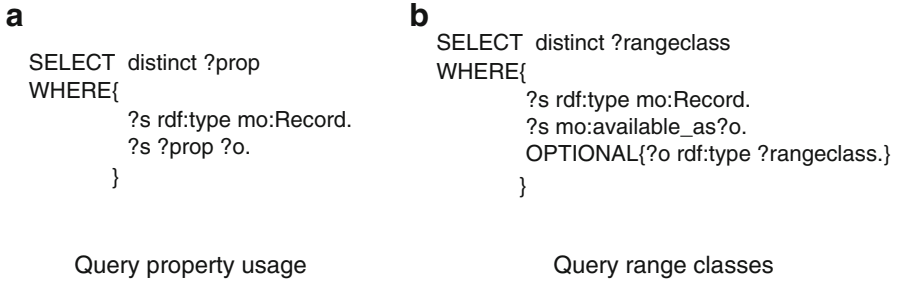 a
SELECT distinct ?prop
WHERE{
?s rdf:type mo:Record.
?s ?prop ?o.
}
Query property usage
b
SELECT distinct ?rangeclass
WHERE{
?s rdf:type mo:Record.
?s mo:available_as?o.
OPTIONAL{?o rdf:type ?rangeclass.}
}
Query range classes